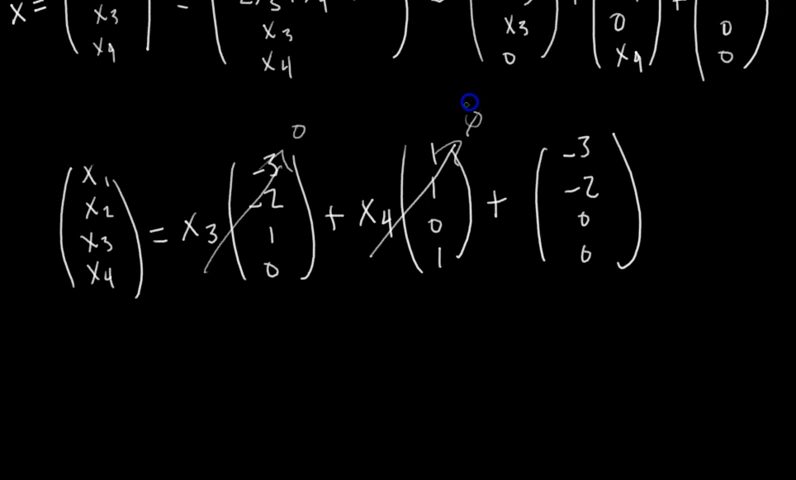 x = ( x3 x4 ) = ( x3 x4 ) = ( x3 0 ) + ( 0 x4 ) + ( 0 0 )
0 0
( x1 x2 x3 x4 ) = x3 ( -3 -2 1 0 ) + x4 ( 1 1 0 1 ) + ( -3 -2 0 0 )